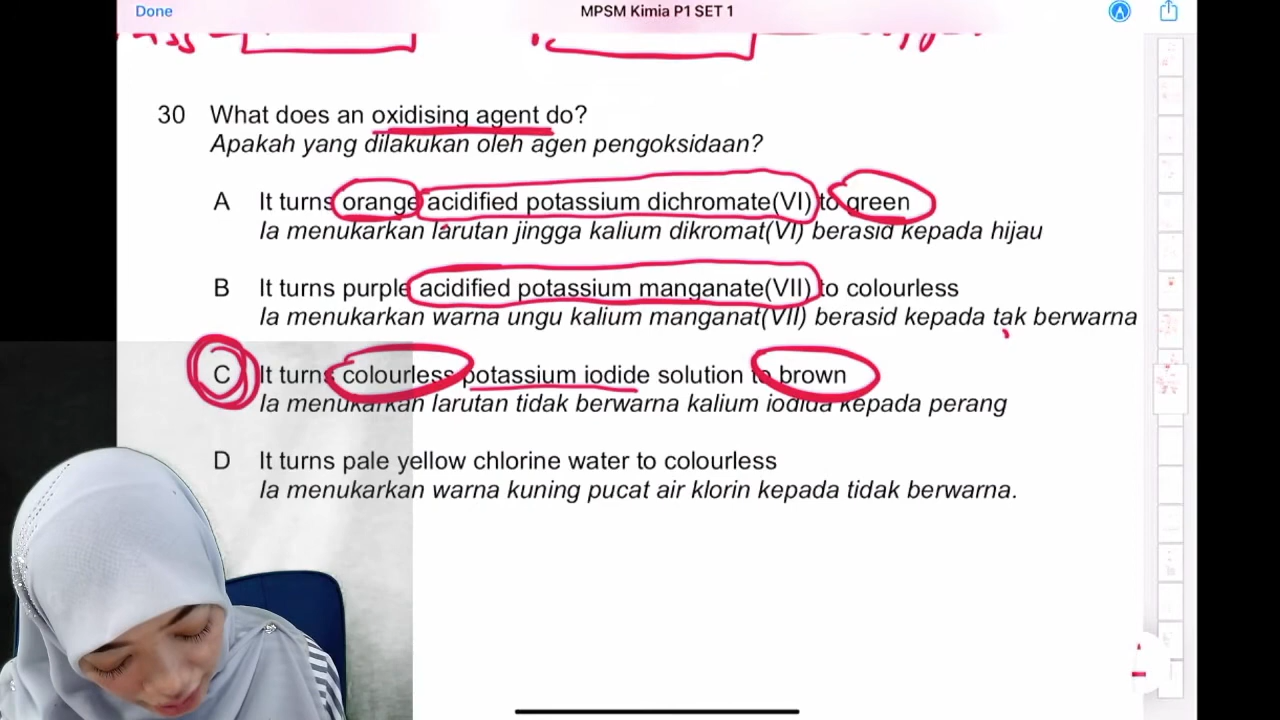 Done
MPSM Kimia P1 SET 1
30 What does an oxidising agent do?
Apakah yang dilakukan oleh agen pengoksidaan?
A It turns orange acidified potassium dichromate(VI) to green
Ia menukarkan larutan jingga kalium dikromat(VI) berasid kepada hijau
B It turns purple acidified potassium manganate(VII) to colourless
Ia menukarkan warna ungu kalium manganat(VII) berasid kepada tak berwarna
C It turns colourless potassium iodide solution to brown
Ia menukarkan larutan tidak berwarna kalium iodida kepada perang
D It turns pale yellow chlorine water to colourless
Ia menukarkan warna kuning pucat air klorin kepada tidak berwarna.